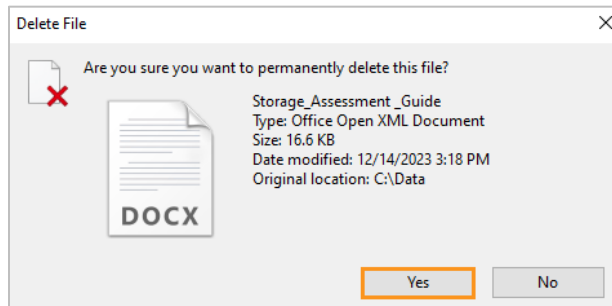 Delete File
Are you sure you want to permanently delete this file?
Storage_Assessment _Guide
Type: Office Open XML Document
Size: 16.6 KB
Date modified: 12/14/2023 3:18 PM
Original location: C:\Data
DOCX
Yes No